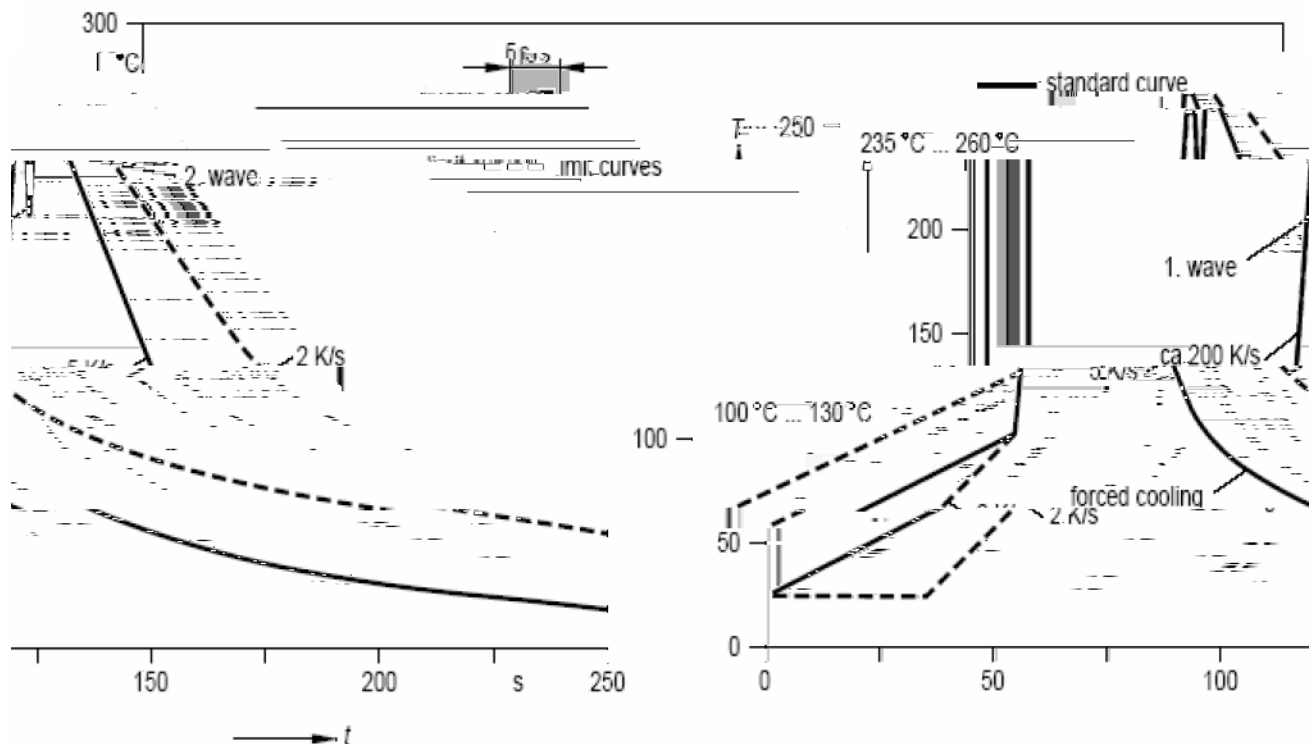 300
°C
standard curve
T
250
235 °C ... 260 °C
limit curves
2. wave
200
1. wave
150
ca 200 K/s
2 K/s
5 K/s
100 °C ... 130 °C
100
forced cooling
2 K/s
50
0
150
200
s
250
0
50
100
t